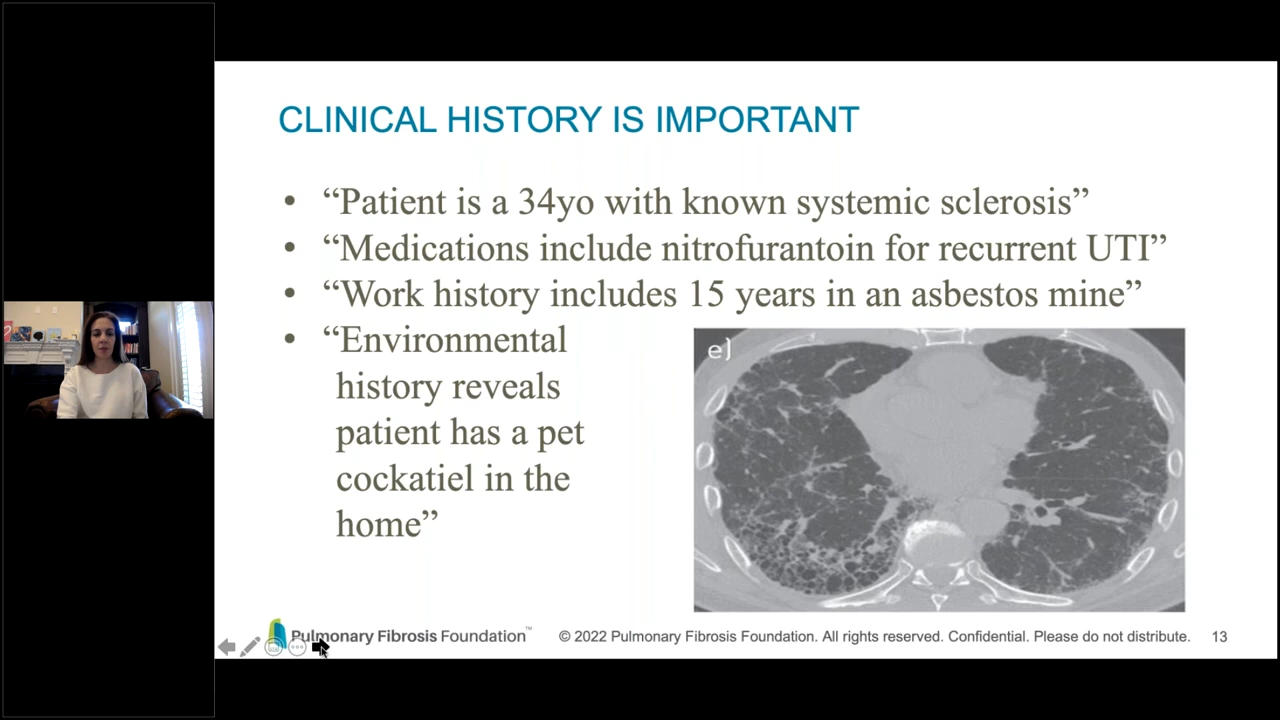 CLINICAL HISTORY IS IMPORTANT
• “Patient is a 34yo with known systemic sclerosis”
• “Medications include nitrofurantoin for recurrent UTI”
• “Work history includes 15 years in an asbestos mine”
• “Environmental
history reveals
patient has a pet
cockatiel in the
home”
e)
Pulmonary Fibrosis Foundation™
© 2022 Pulmonary Fibrosis Foundation. All rights reserved. Confidential. Please do not distribute.
13